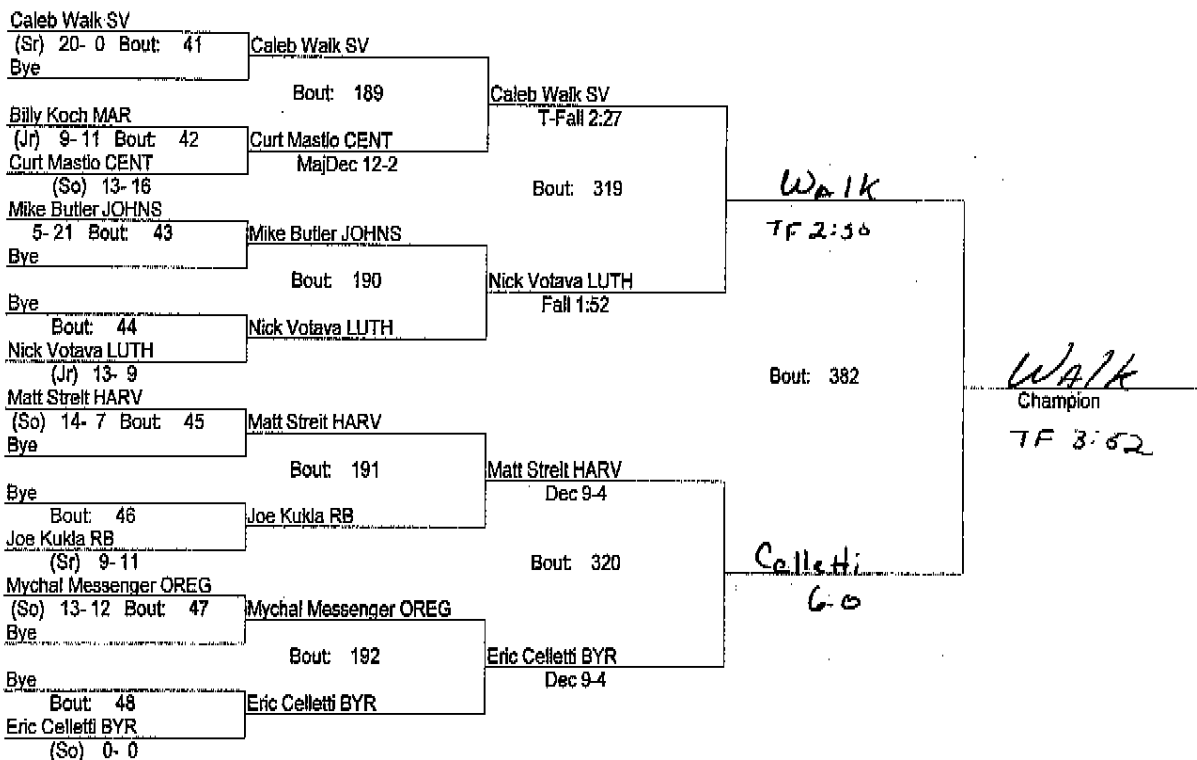 Caleb Walk SV
(Sr) 20- 0 Bout: 41
Bye
Billy Koch MAR
(Jr) 9- 11 Bout: 42
Curt Mastio CENT
(So) 13- 16
Mike Butler JOHNS
5- 21 Bout: 43
Bye
Bye
Bout: 44
Nick Votava LUTH
(Jr) 13- 9
Matt Streit HARV
(So) 14- 7 Bout: 45
Bye
Bye
Bout: 46
Joe Kukla RB
(Sr) 9- 11
Mychal Messenger OREG
(So) 13- 12 Bout: 47
Bye
Bye
Bout: 48
Eric Celletti BYR
(So) 0- 0
Caleb Walk SV
Bout: 189
Curt Mastio CENT
MajDec 12-2
Mike Butler JOHNS
Bout: 190
Nick Votava LUTH
Matt Streit HARV
Bout: 191
Joe Kukla RB
Mychal Messenger OREG
Bout: 192
Eric Celletti BYR
Caleb Walk SV
T-Fall 2:27
Bout: 319
Nick Votava LUTH
Fall 1:52
Matt Streit HARV
Dec 9-4
Bout: 320
Eric Celletti BYR
Dec 9-4
Walk
TF 2:30
Bout: 382
Celletti
6-0
Walk
Champion
TF 3:52